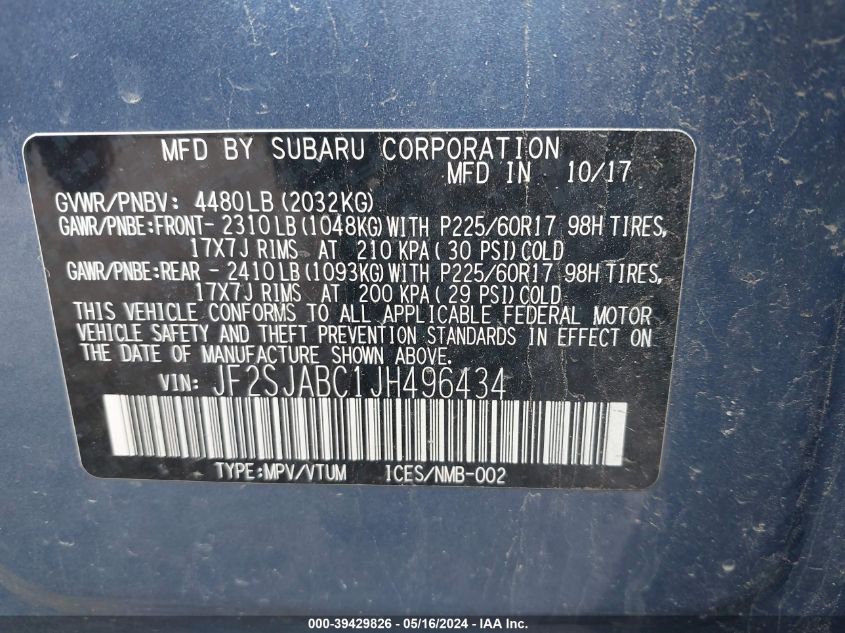 MFD BY SUBARU CORPORATION
MFD IN 10/17
GVWR/PNBV: 4480LB(2032KG)
GAWR/PNBE:FRONT- 2310LB(1048KG)WITH P225/60R17 98H TIRES,
17X7J RIMS AT 210 KPA(30 PSI)COLD
GAWR/PNBE:REAR - 2410LB(1093KG)WITH P225/60R17 98H TIRES,
17X7J RIMS AT 200 KPA(29 PSI)COLD
THIS VEHICLE CONFORMS TO ALL APPLICABLE FEDERAL MOTOR
VEHICLE SAFETY AND THEFT PREVENTION STANDARDS IN EFFECT ON
THE DATE OF MANUFACTURE SHOWN ABOVE.
VIN: JF2SJABC1JH496434
TYPE:MPV/VTUM ICES/NMB-002
000-39429826 - 05/16/2024 - IAA Inc.